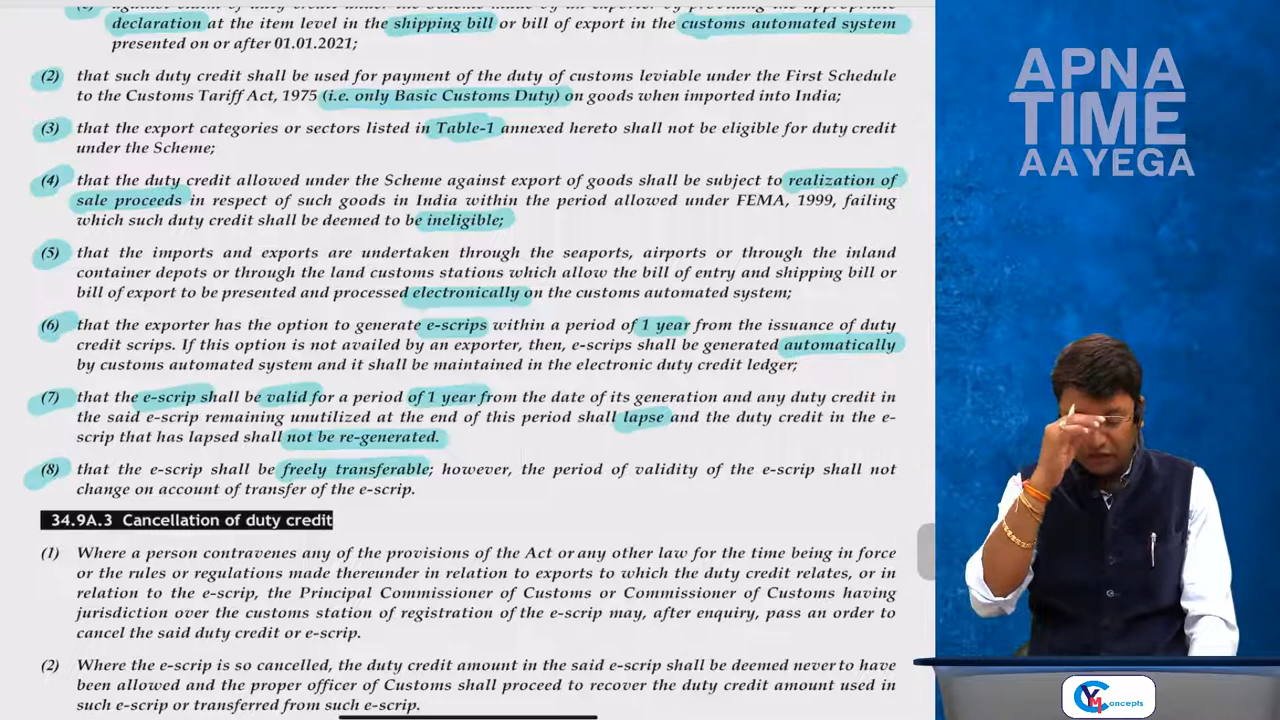 declaration at the item level in the shipping bill or bill of export in the customs automated system
presented on or after 01.01.2021;
(2) that such duty credit shall be used for payment of the duty of customs leviable under the First Schedule
to the Customs Tariff Act, 1975 (i.e. only Basic Customs Duty) on goods when imported into India;
(3) that the export categories or sectors listed in Table-1 annexed hereto shall not be eligible for duty credit
under the Scheme;
(4) that the duty credit allowed under the Scheme against export of goods shall be subject to realization of
sale proceeds in respect of such goods in India within the period allowed under FEMA, 1999, failing
which such duty credit shall be deemed to be ineligible;
(5) that the imports and exports are undertaken through the seaports, airports or through the inland
container depots or through the land customs stations which allow the bill of entry and shipping bill or
bill of export to be presented and processed electronically on the customs automated system;
(6) that the exporter has the option to generate e-scrips within a period of 1 year from the issuance of duty
credit scrips. If this option is not availed by an exporter, then, e-scrips shall be generated automatically
by customs automated system and it shall be maintained in the electronic duty credit ledger;
(7) that the e-scrip shall be valid for a period of 1 year from the date of its generation and any duty credit in
the said e-scrip remaining unutilized at the end of this period shall lapse and the duty credit in the e-
scrip that has lapsed shall not be re-generated.
(8) that the e-scrip shall be freely transferable; however, the period of validity of the e-scrip shall not
change on account of transfer of the e-scrip.
34.9A.3 Cancellation of duty credit
(1) Where a person contravenes any of the provisions of the Act or any other law for the time being in force
or the rules or regulations made thereunder in relation to exports to which the duty credit relates, or in
relation to the e-scrip, the Principal Commissioner of Customs or Commissioner of Customs having
jurisdiction over the customs station of registration of the e-scrip may, after enquiry, pass an order to
cancel the said duty credit or e-scrip.
(2) Where the e-scrip is so cancelled, the duty credit amount in the said e-scrip shall be deemed never to have
been allowed and the proper officer of Customs shall proceed to recover the duty credit amount used in
such e-scrip or transferred from such e-scrip.
APNA
TIME
AAYEGA
YMConcepts